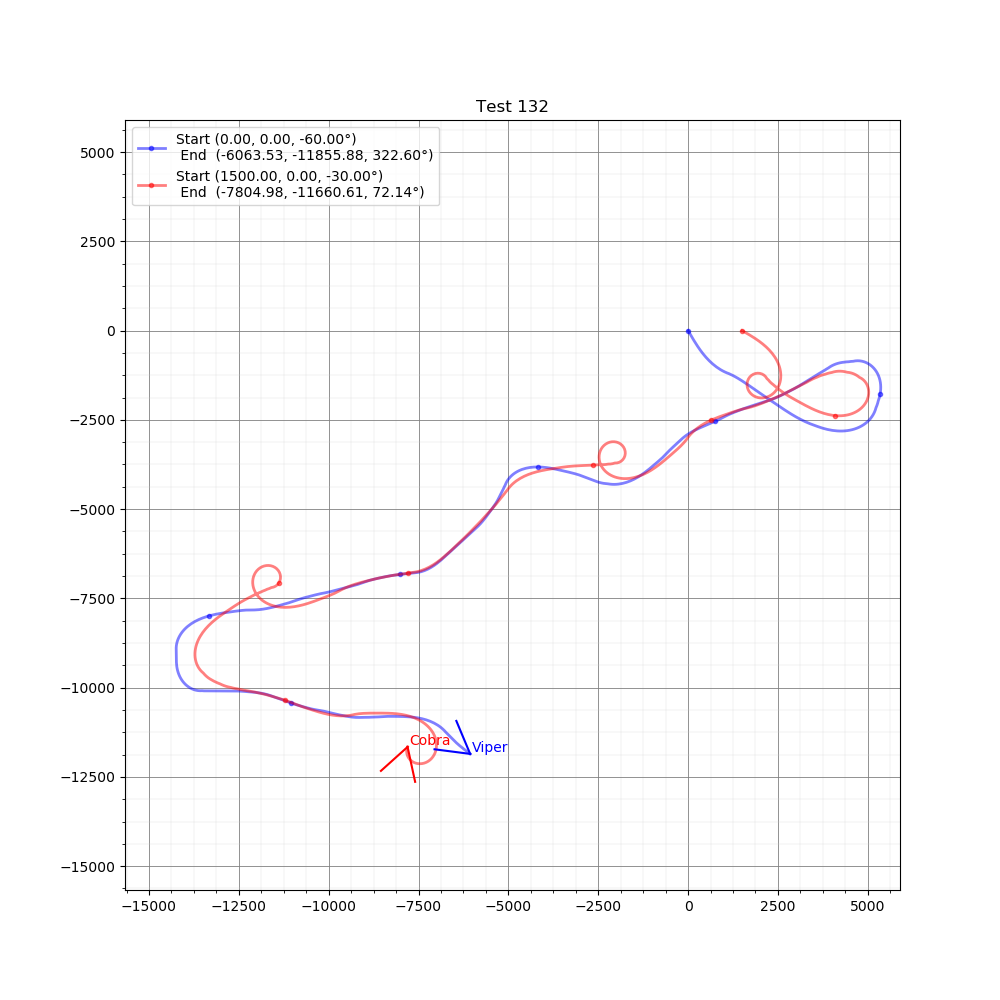 Test 132
Start (0.00, 0.00, -60.00°)
End  (-6063.53, -11855.88, 322.60°)
Start (1500.00, 0.00, -30.00°)
End  (-7804.98, -11660.61, 72.14°)
5000
2500
0
−2500
−5000
−7500
−10000
−12500
−15000
Cobra
Viper
−15000 −12500 −10000 −7500 −5000 −2500 0 2500 5000